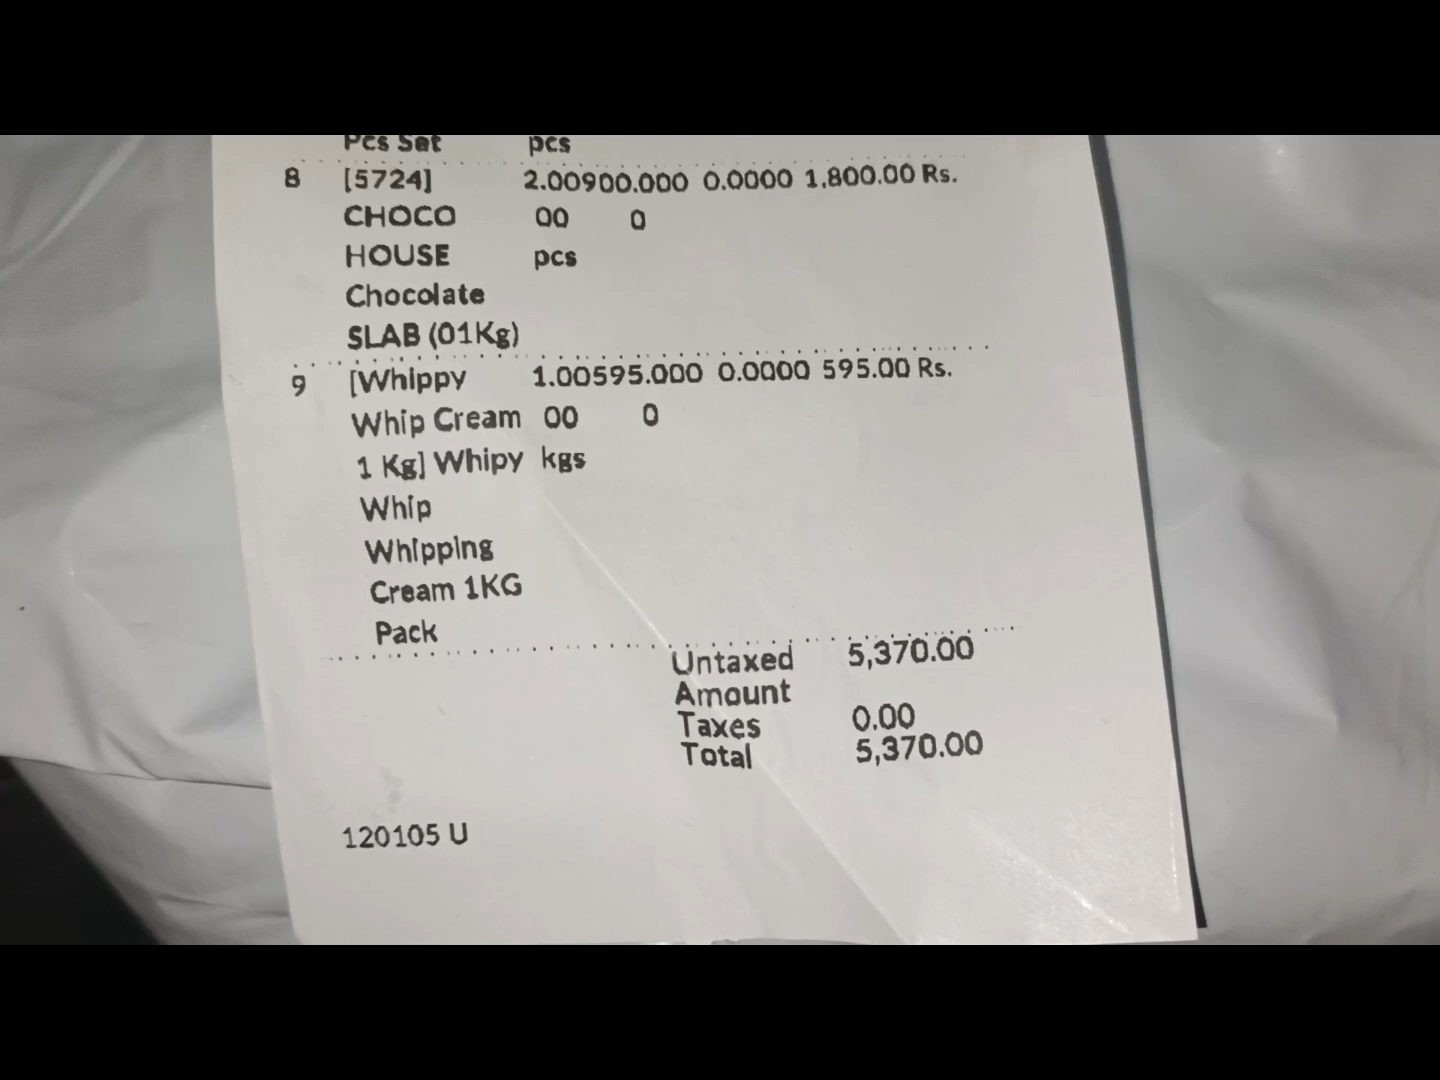 Pcs Set pcs
8 [5724] 2.00900.000 0.0000 1,800.00 Rs.
CHOCO 00 0
HOUSE pcs
Chocolate
SLAB (01Kg)
9 [Whippy 1.00595.000 0.0000 595.00 Rs.
Whip Cream 00 0
1 Kg] Whipy kgs
Whip
Whipping
Cream 1KG
Pack
Untaxed 5,370.00
Amount
Taxes 0.00
Total 5,370.00
120105 U